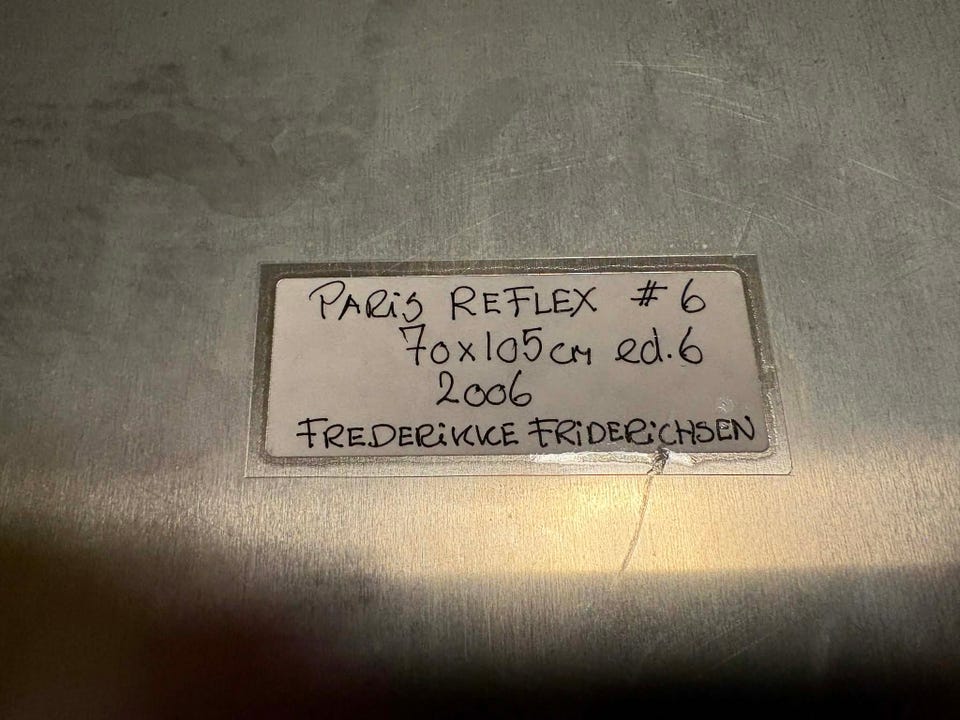 PARiS REFLEX # 6
70x105cm ed.6
2006
FREDERiKKE FRiDERiCHSEN